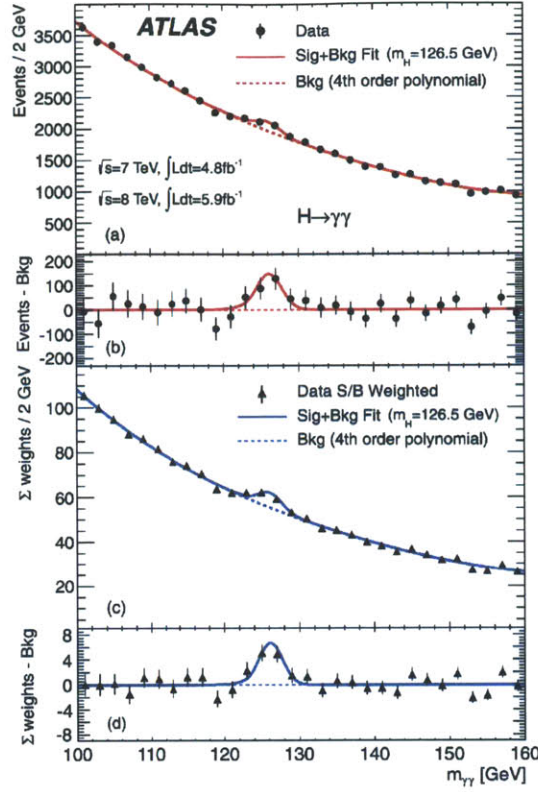 ATLAS
Data
Sig+Bkg Fit (mH=126.5 GeV)
Bkg (4th order polynomial)
Events / 2 GeV
3500
3000
2500
2000
1500
1000
500
√s=7 TeV, ∫Ldt=4.8fb-1
√s=8 TeV, ∫Ldt=5.9fb-1
H→γγ
(a)
Events - Bkg
200
100
0
-100
-200
(b)
Σ weights / 2 GeV
100
80
60
40
20
Data S/B Weighted
Sig+Bkg Fit (mH=126.5 GeV)
Bkg (4th order polynomial)
(c)
Σ weights - Bkg
8
4
0
-4
-8
(d)
100 110 120 130 140 150 160
mγγ [GeV]